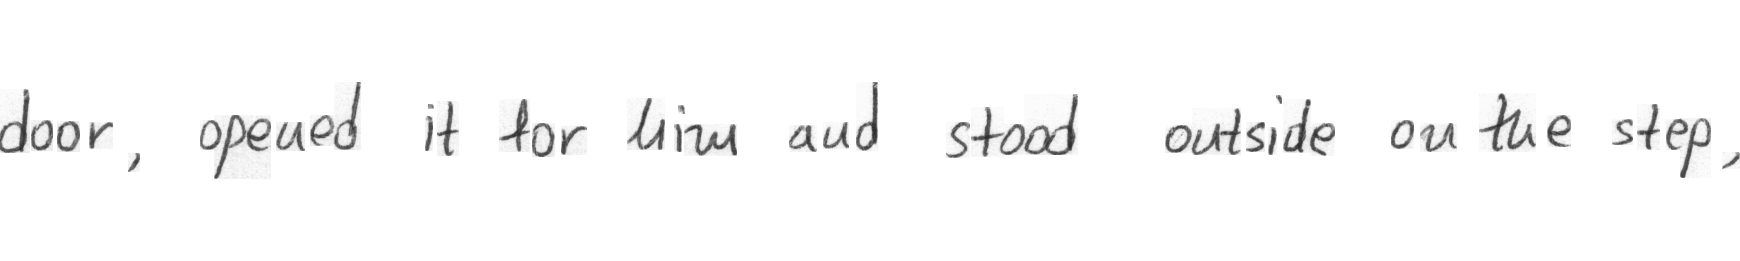 door, opened it for him and stood outside on the step,